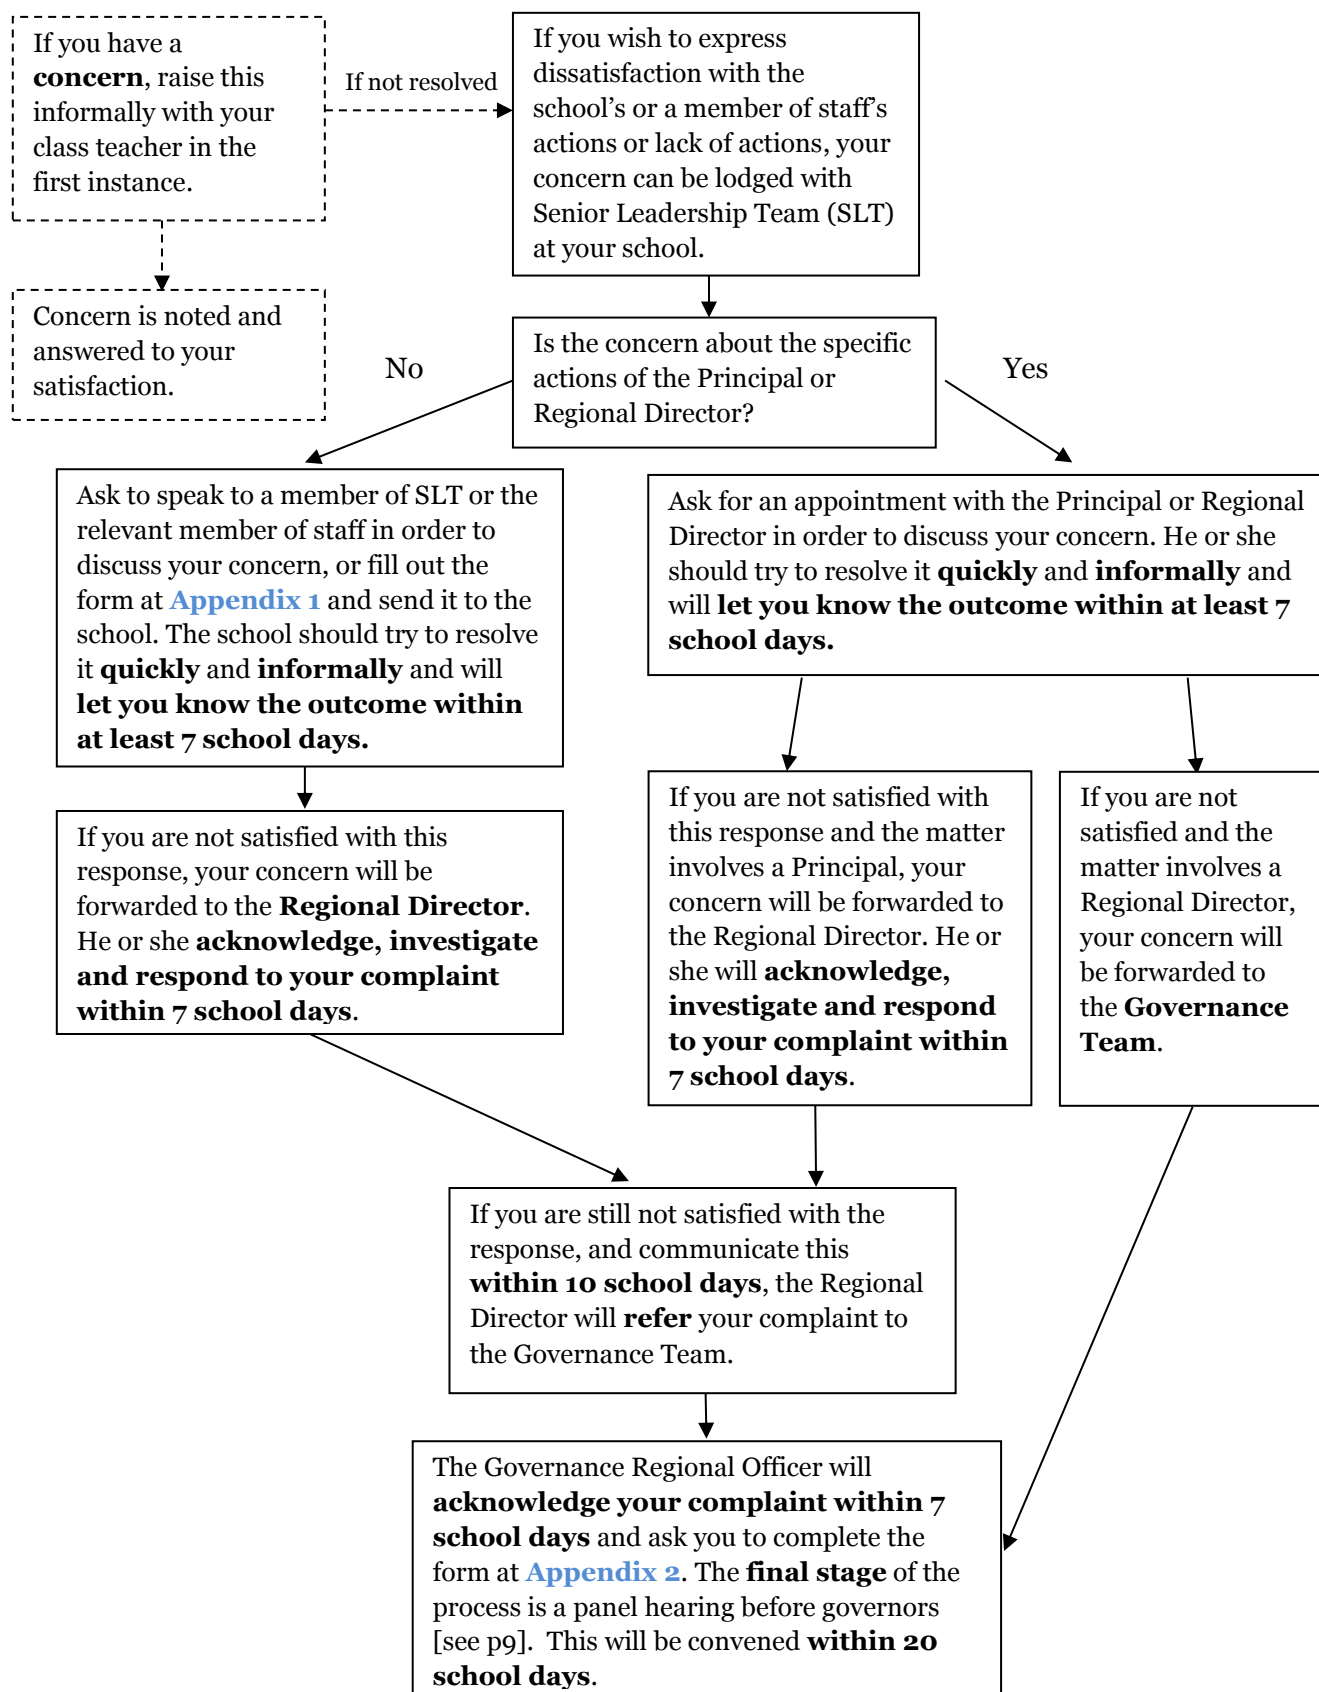 If you have a
concern, raise this
informally with your
class teacher in the
first instance.
If not resolved
If you wish to express
dissatisfaction with the
school’s or a member of staff’s
actions or lack of actions, your
concern can be lodged with
Senior Leadership Team (SLT)
at your school.
Concern is noted and
answered to your
satisfaction.
No
Is the concern about the specific
actions of the Principal or
Regional Director?
Yes
Ask to speak to a member of SLT or the
relevant member of staff in order to
discuss your concern, or fill out the
form at Appendix 1 and send it to the
school. The school should try to resolve
it quickly and informally and will
let you know the outcome within
at least 7 school days.
Ask for an appointment with the Principal or Regional
Director in order to discuss your concern. He or she
should try to resolve it quickly and informally and
will let you know the outcome within at least 7
school days.
If you are not satisfied with this
response, your concern will be
forwarded to the Regional Director.
He or she acknowledge, investigate
and respond to your complaint
within 7 school days.
If you are not satisfied with
this response and the matter
involves a Principal, your
concern will be forwarded to
the Regional Director. He or
she will acknowledge,
investigate and respond
to your complaint within
7 school days.
If you are not
satisfied and the
matter involves a
Regional Director,
your concern will
be forwarded to
the Governance
Team.
If you are still not satisfied with the
response, and communicate this
within 10 school days, the Regional
Director will refer your complaint to
the Governance Team.
The Governance Regional Officer will
acknowledge your complaint within 7
school days and ask you to complete the
form at Appendix 2. The final stage of the
process is a panel hearing before governors
[see p9].  This will be convened within 20
school days.